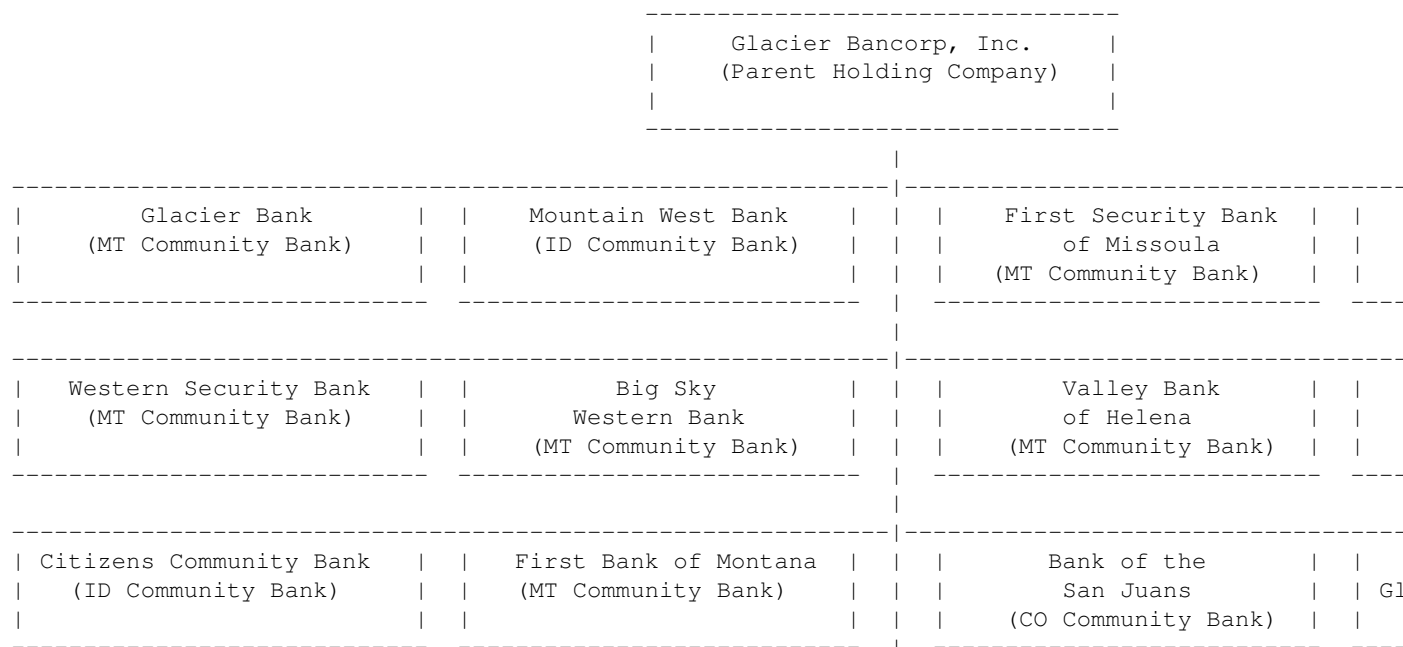 Glacier Bancorp, Inc.
(Parent Holding Company)
Glacier Bank Mountain West Bank First Security Bank
(MT Community Bank) (ID Community Bank) of Missoula
(MT Community Bank)
Western Security Bank Big Sky Valley Bank
(MT Community Bank) Western Bank of Helena
(MT Community Bank) (MT Community Bank)
Citizens Community Bank First Bank of Montana Bank of the
(ID Community Bank) (MT Community Bank) San Juans
(CO Community Bank)